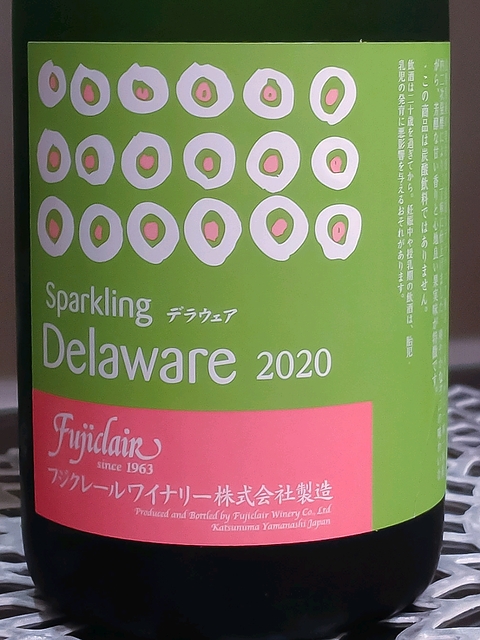 Sparkling デラウェア
Delaware 2020
Fujiclair
since 1963
フジクレールワイナリー株式会社製造
Produced and Bottled by Fujiclair Winery Co., Ltd
Katsunuma Yamanashi Japan
この商品は炭酸飲料ではありません。
飲酒は二十歳を過ぎてから。妊娠中や授乳期の飲酒は、胎児・
乳児の発育に悪影響を与えるおそれがあります。